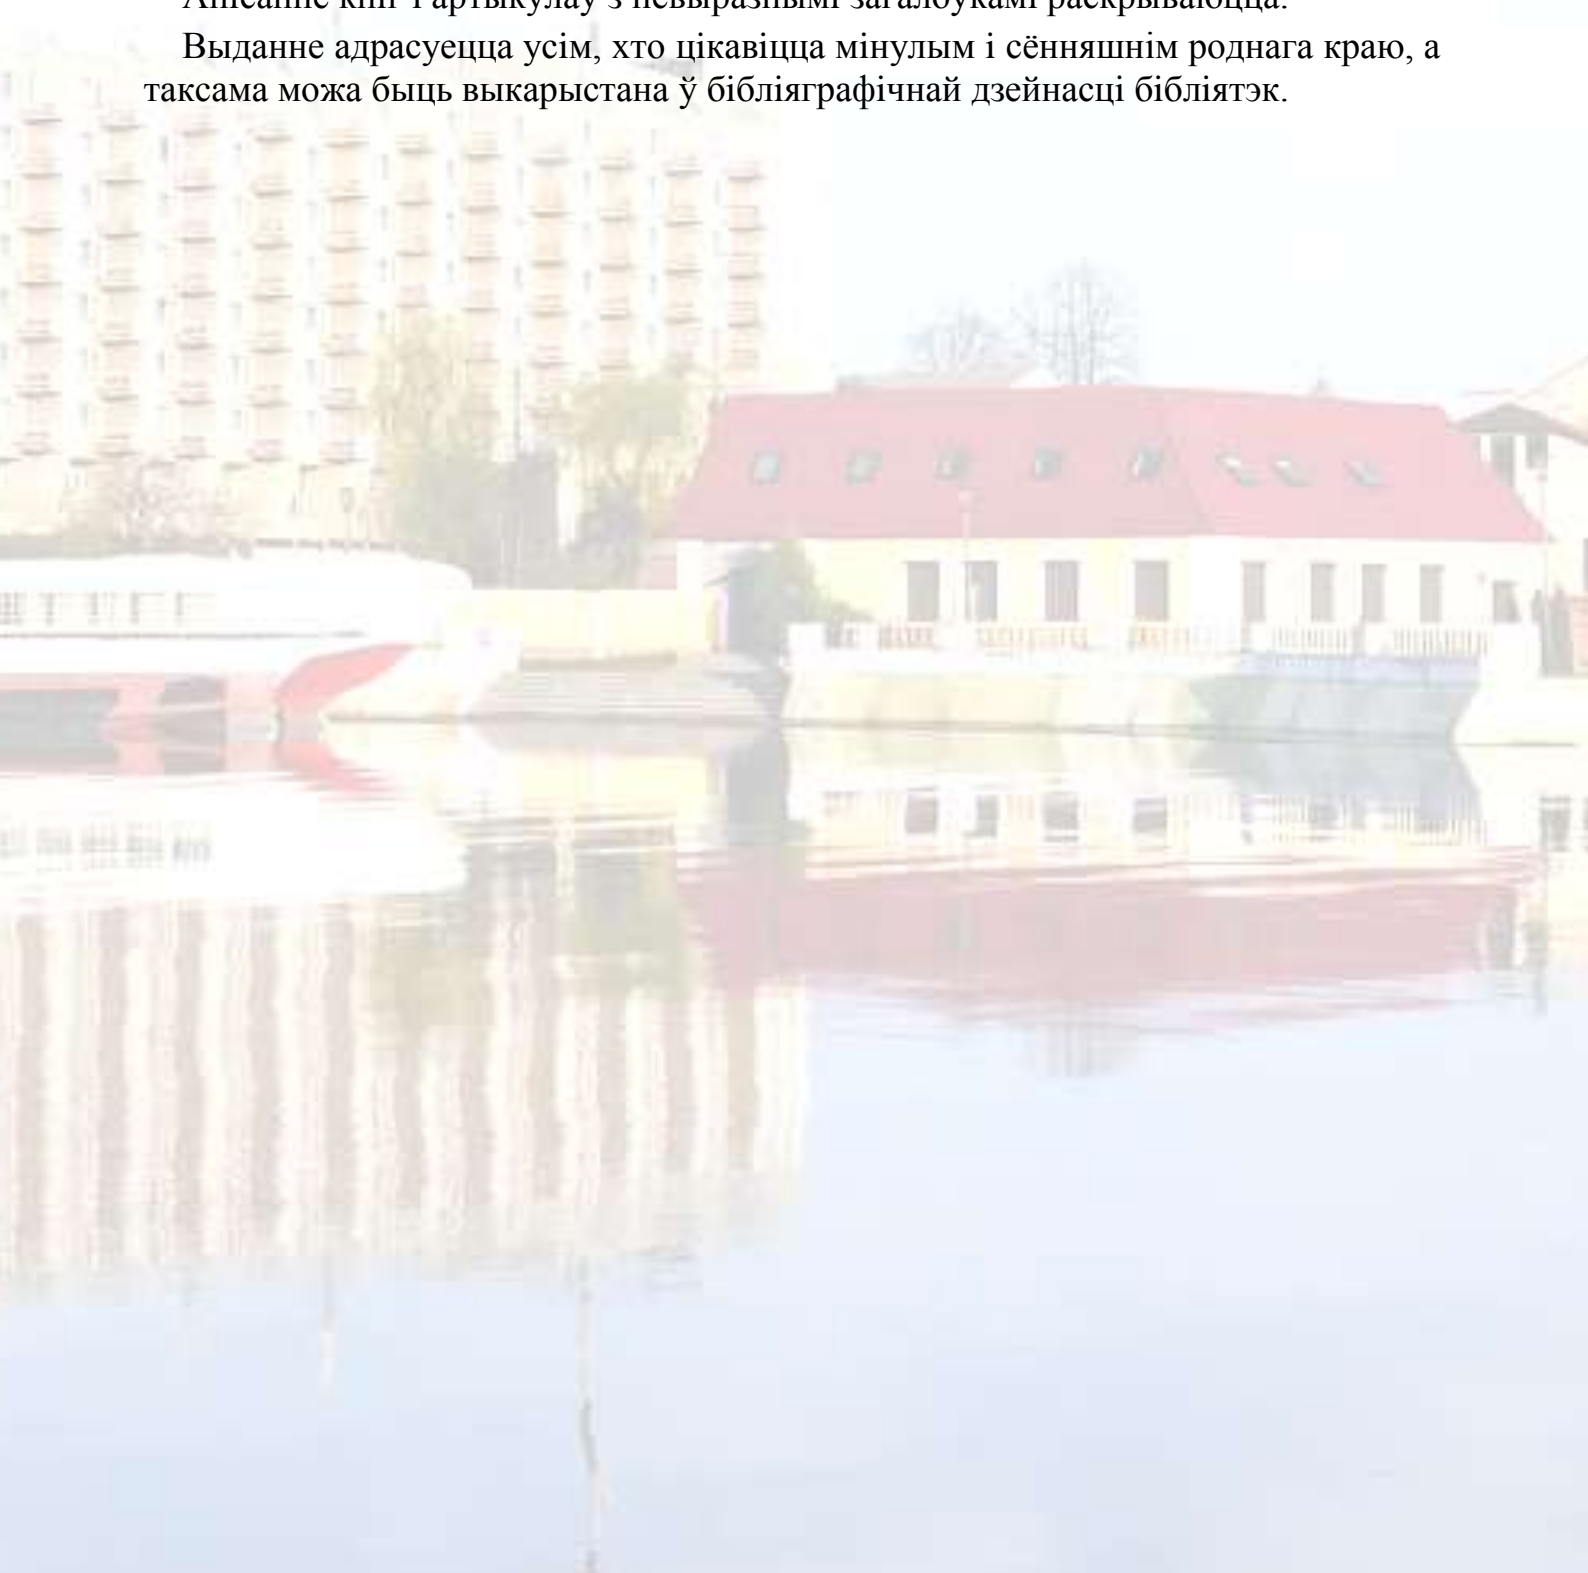 Апісанне кніг і артыкулаў з невыразнымі загалоўкамі раскрываюцца.
Выданне адрасуецца усім, хто цікавіцца мінулым і сённяшнім роднага краю, а
таксама можа быць выкарыстана ў бібліяграфічнай дзейнасці бібліятэк.